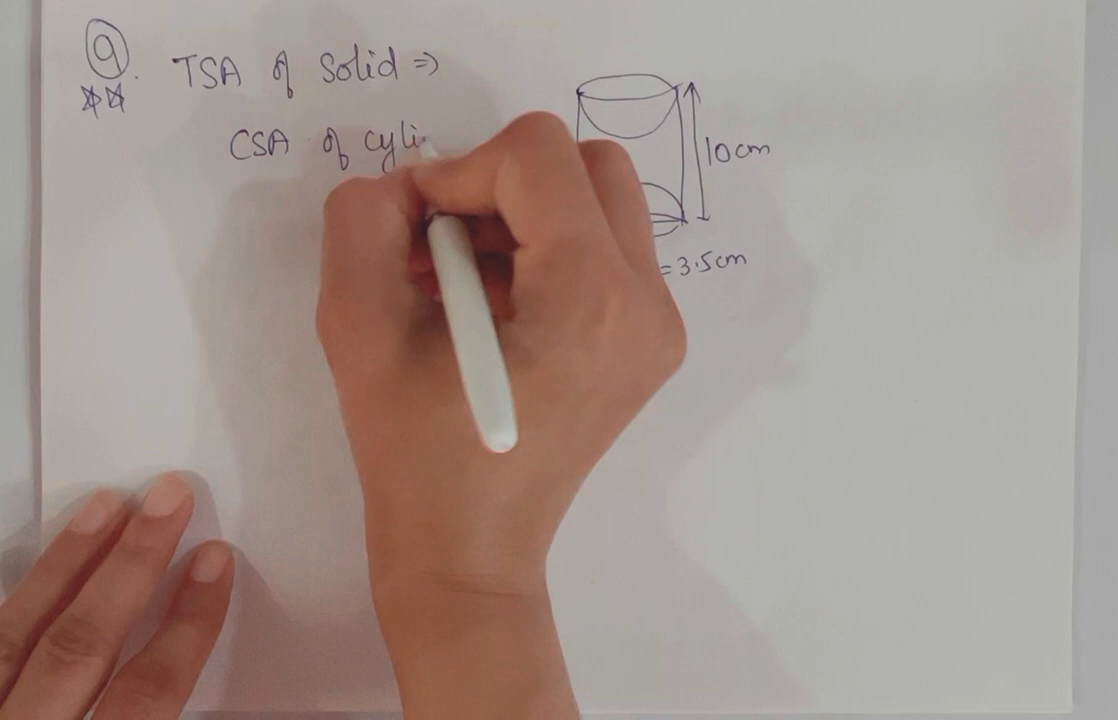 9. TSA of Solid ⇒
CSA of cyli
10cm
= 3.5cm